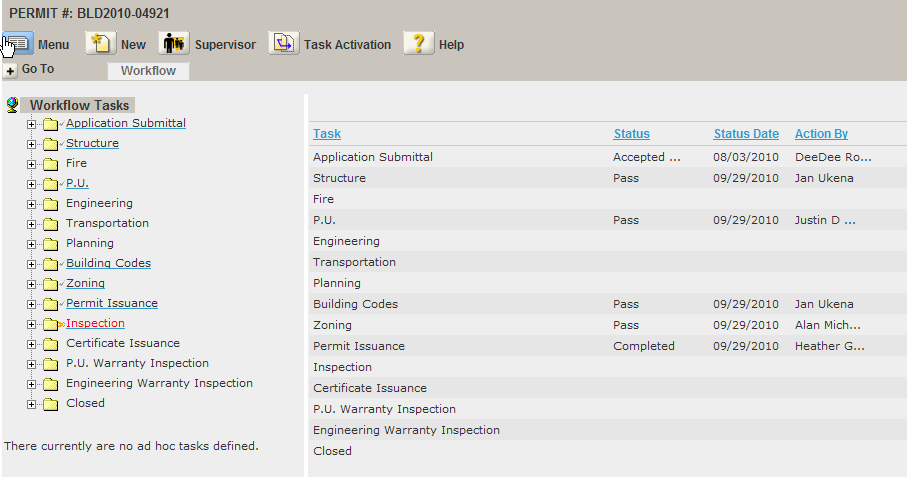 PERMIT #: BLD2010-04921
Menu New Supervisor Task Activation ? Help
+ Go To Workflow
Workflow Tasks
Application Submittal
Structure
Fire
P.U.
Engineering
Transportation
Planning
Building Codes
Zoning
Permit Issuance
Inspection
Certificate Issuance
P.U. Warranty Inspection
Engineering Warranty Inspection
Closed
There currently are no ad hoc tasks defined.
Task Status Status Date Action By
Application Submittal Accepted ... 08/03/2010 DeeDee Ro...
Structure Pass 09/29/2010 Jan Ukena
Fire
P.U. Pass 09/29/2010 Justin D ...
Engineering
Transportation
Planning
Building Codes Pass 09/29/2010 Jan Ukena
Zoning Pass 09/29/2010 Alan Mich...
Permit Issuance Completed 09/29/2010 Heather G...
Inspection
Certificate Issuance
P.U. Warranty Inspection
Engineering Warranty Inspection
Closed